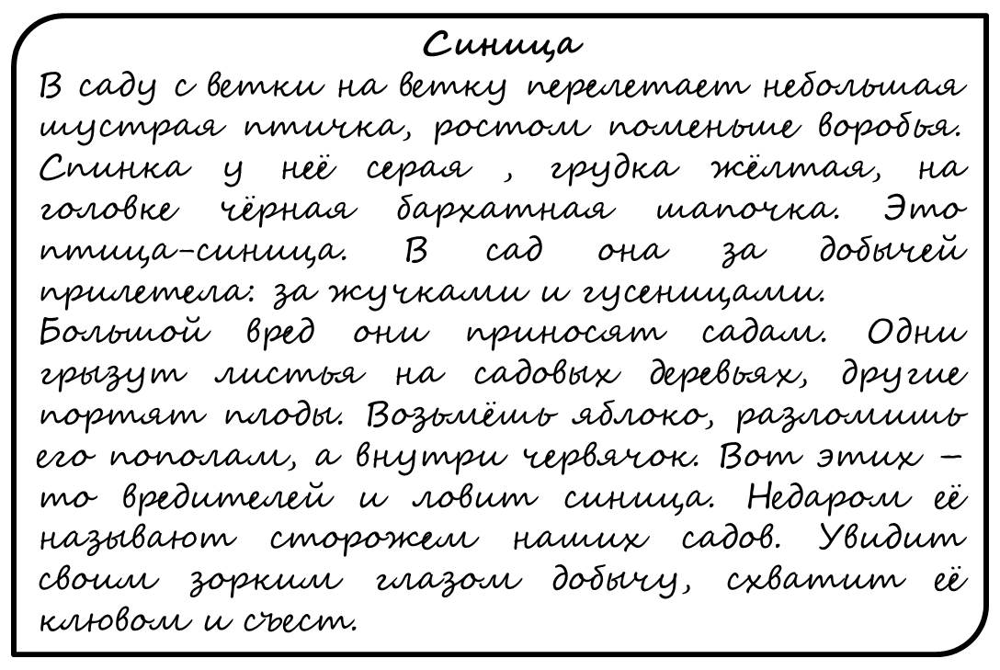 Синица
В саду с ветки на ветку перелетает небольшая
шустрая птичка, ростом поменьше воробья.
Спинка у неё серая , грудка жёлтая, на
головке чёрная бархатная шапочка. Это
птица-синица. В сад она за добычей
прилетела: за жучками и гусеницами.
Большой вред они приносят садам. Одни
грызут листья на садовых деревьях, другие
портят плоды. Возьмёшь яблоко, разломишь
его пополам, а внутри червячок. Вот этих –
то вредителей и ловит синица. Недаром её
называют сторожем наших садов. Увидит
своим зорким глазом добычу, схватит её
клювом и съест.